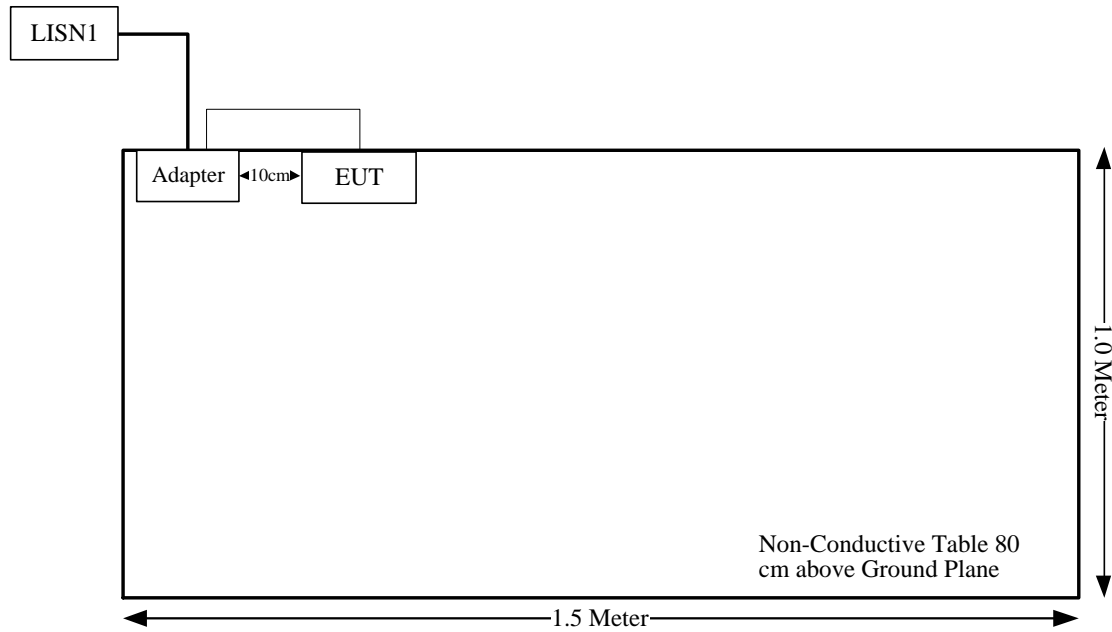 LISN1
Adapter
10cm
EUT
1.0 Meter
Non-Conductive Table 80
cm above Ground Plane
1.5 Meter